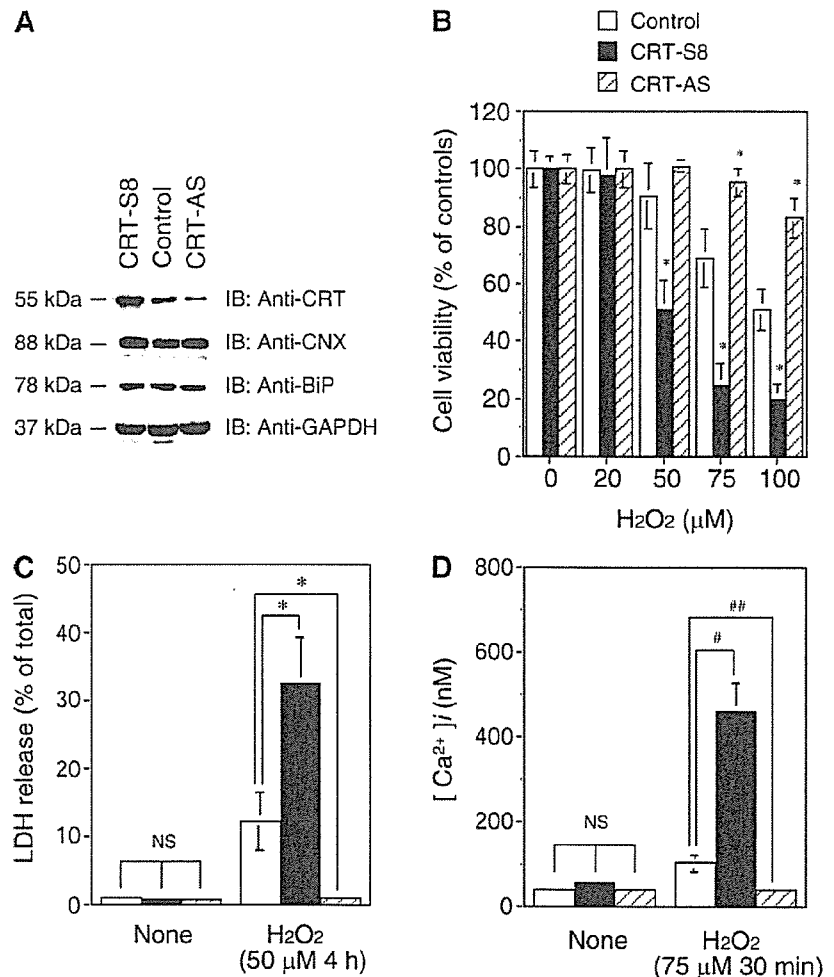 A
CRT-S8
Control
CRT-AS
55 kDa
IB: Anti-CRT
88 kDa
IB: Anti-CNX
78 kDa
IB: Anti-BiP
37 kDa
IB: Anti-GAPDH
B
Control
CRT-S8
CRT-AS
Cell viability (% of controls)
120
100
80
60
40
20
0
*
*
*
*
*
0 20 50 75 100
H2O2 (μM)
C
LDH release (% of total)
50
40
30
20
10
0
NS
*
*
None
H2O2
(50 μM 4 h)
D
[ Ca2+ ]i (nM)
800
600
400
200
0
NS
##
#
None
H2O2
(75 μM 30 min)